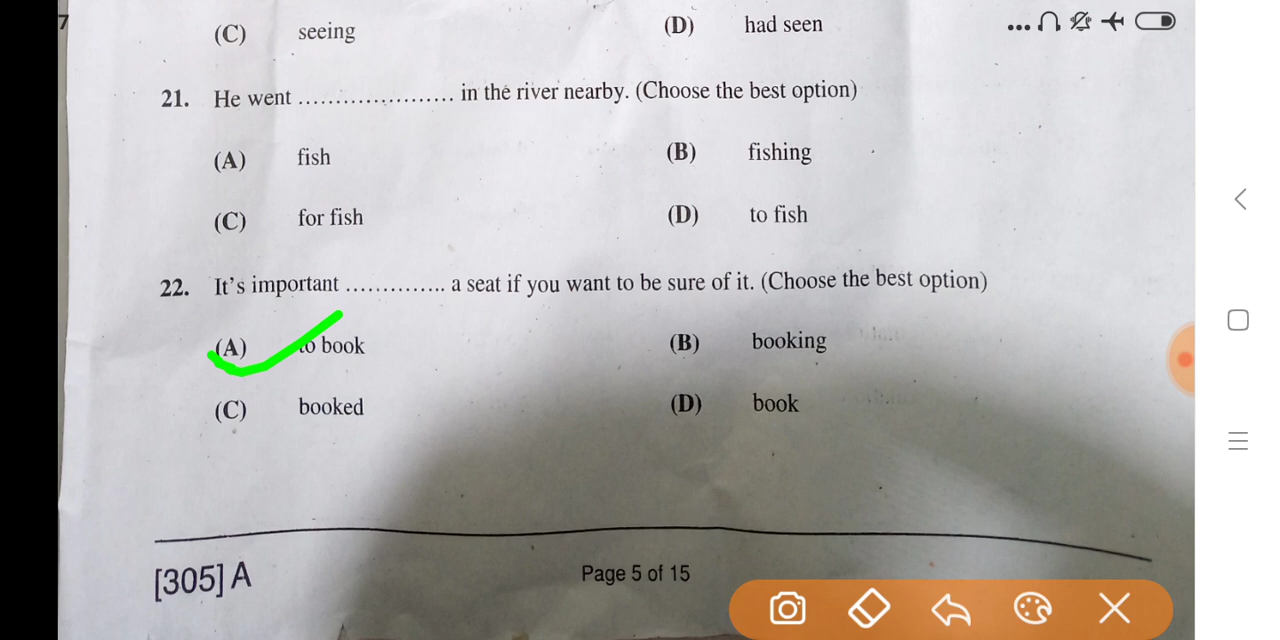 7
(C) seeing (D) had seen
21. He went ..................... in the river nearby. (Choose the best option)
(A) fish (B) fishing
(C) for fish (D) to fish
22. It's important .............. a seat if you want to be sure of it. (Choose the best option)
(A) to book (B) booking
(C) booked (D) book
[305] A Page 5 of 15